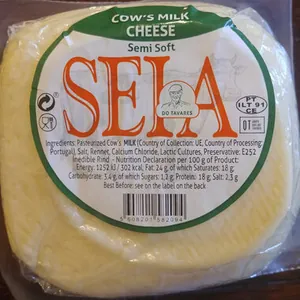 COW'S MILK
CHEESE
Semi Soft
SEIA
DO TAVARES
PT
ILT 91
CE
01
Ingredients: Pasteurized Cow's MILK (Country of Collection: UE, Country of Processing:
Portugal), Salt, Rennet, Calcium Chloride, Lactic Cultures, Preservative: E252
Inedible Rind - Nutrition Declaration per 100 g of Product:
Energy: 1252 kJ / 302 kcal, Fat: 24 g, of which Saturates: 18 g,
Carbohydrate: 3,4 g, of which Sugars: 1,2 g, Protein: 18 g, Salt: 2,3 g
Best Before: see on the label on the back